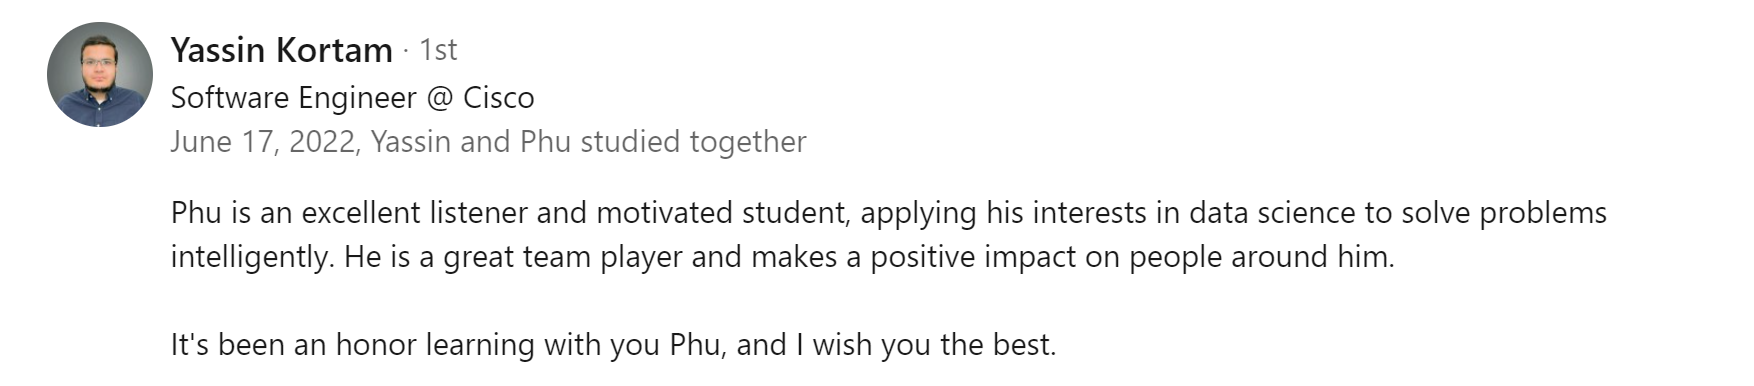 Yassin Kortam · 1st
Software Engineer @ Cisco
June 17, 2022, Yassin and Phu studied together
Phu is an excellent listener and motivated student, applying his interests in data science to solve problems
intelligently. He is a great team player and makes a positive impact on people around him.
It's been an honor learning with you Phu, and I wish you the best.